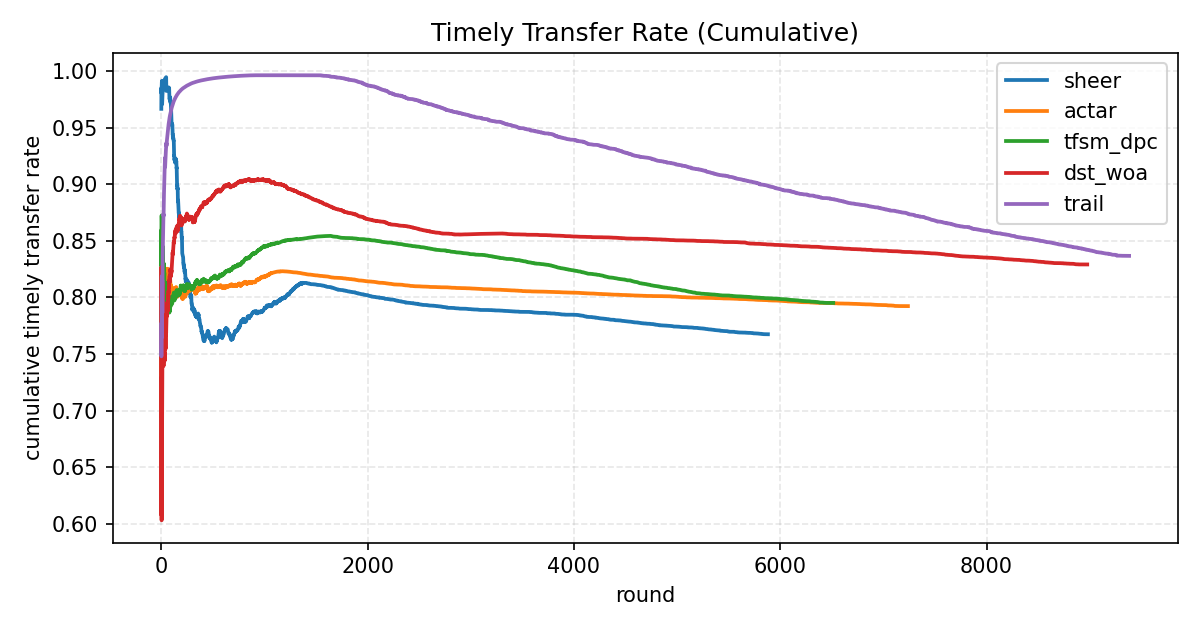 Timely Transfer Rate (Cumulative)
cumulative timely transfer rate
1.00
0.95
0.90
0.85
0.80
0.75
0.70
0.65
0.60
sheer
actar
tfsm_dpc
dst_woa
trail
0
2000
4000
6000
8000
round